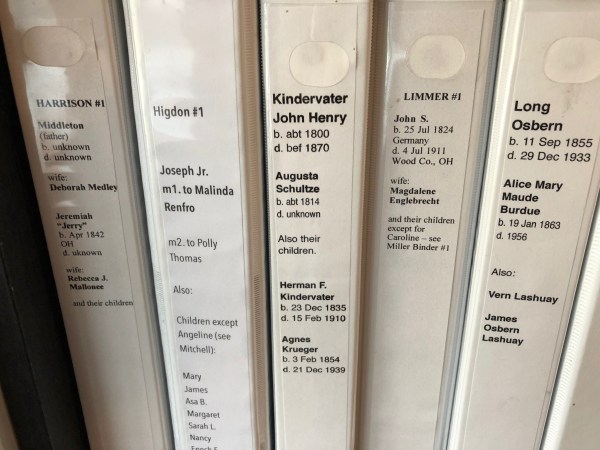 HARRISON #1
Middleton
(father)
b. unknown
d. unknown
wife:
Deborah Medley
Jeremiah
"Jerry"
b. Apr 1842
OH
d. uknown
wife:
Rebecca J.
Mallonee
and their children
Higdon #1
Joseph Jr.
m1. to Malinda
Renfro
m2. to Polly
Thomas
Also:
Children except
Angeline (see
Mitchell):
Mary
James
Asa B.
Margaret
Sarah L.
Nancy
Enoch F.
Kindervater
John Henry
b. abt 1800
d. bef 1870
Augusta
Schultze
b. abt 1814
d. unknown
Also their
children.
Herman F.
Kindervater
b. 23 Dec 1835
d. 15 Feb 1910
Agnes
Krueger
b. 3 Feb 1854
d. 21 Dec 1939
LIMMER #1
John S.
b. 25 Jul 1824
Germany
d. 4 Jul 1911
Wood Co., OH
wife:
Magdalene
Englebrecht
and their children
except for
Caroline – see
Miller Binder #1
Long
Osbern
b. 11 Sep 1855
d. 29 Dec 1933
Alice Mary
Maude
Burdue
b. 19 Jan 1863
d. 1956
Also:
Vern Lashuay
James
Osbern
Lashuay